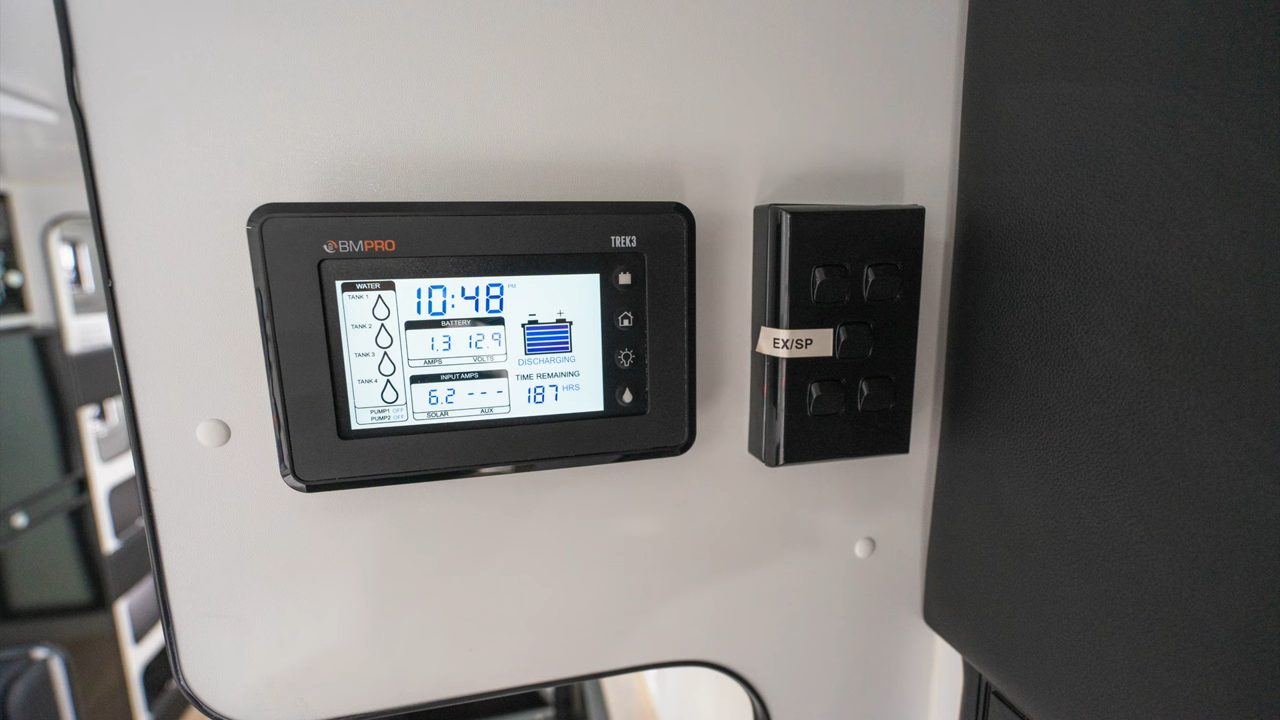 BMPRO
TREK3
WATER
TANK 1
TANK 2
TANK 3
TANK 4
PUMP1 OFF
PUMP2 OFF
10:48 PM
BATTERY
1.3 12.9
AMPS VOLTS
INPUT AMPS
6.2 ---
SOLAR AUX
- +
DISCHARGING
TIME REMAINING
187 HRS
EX/SP